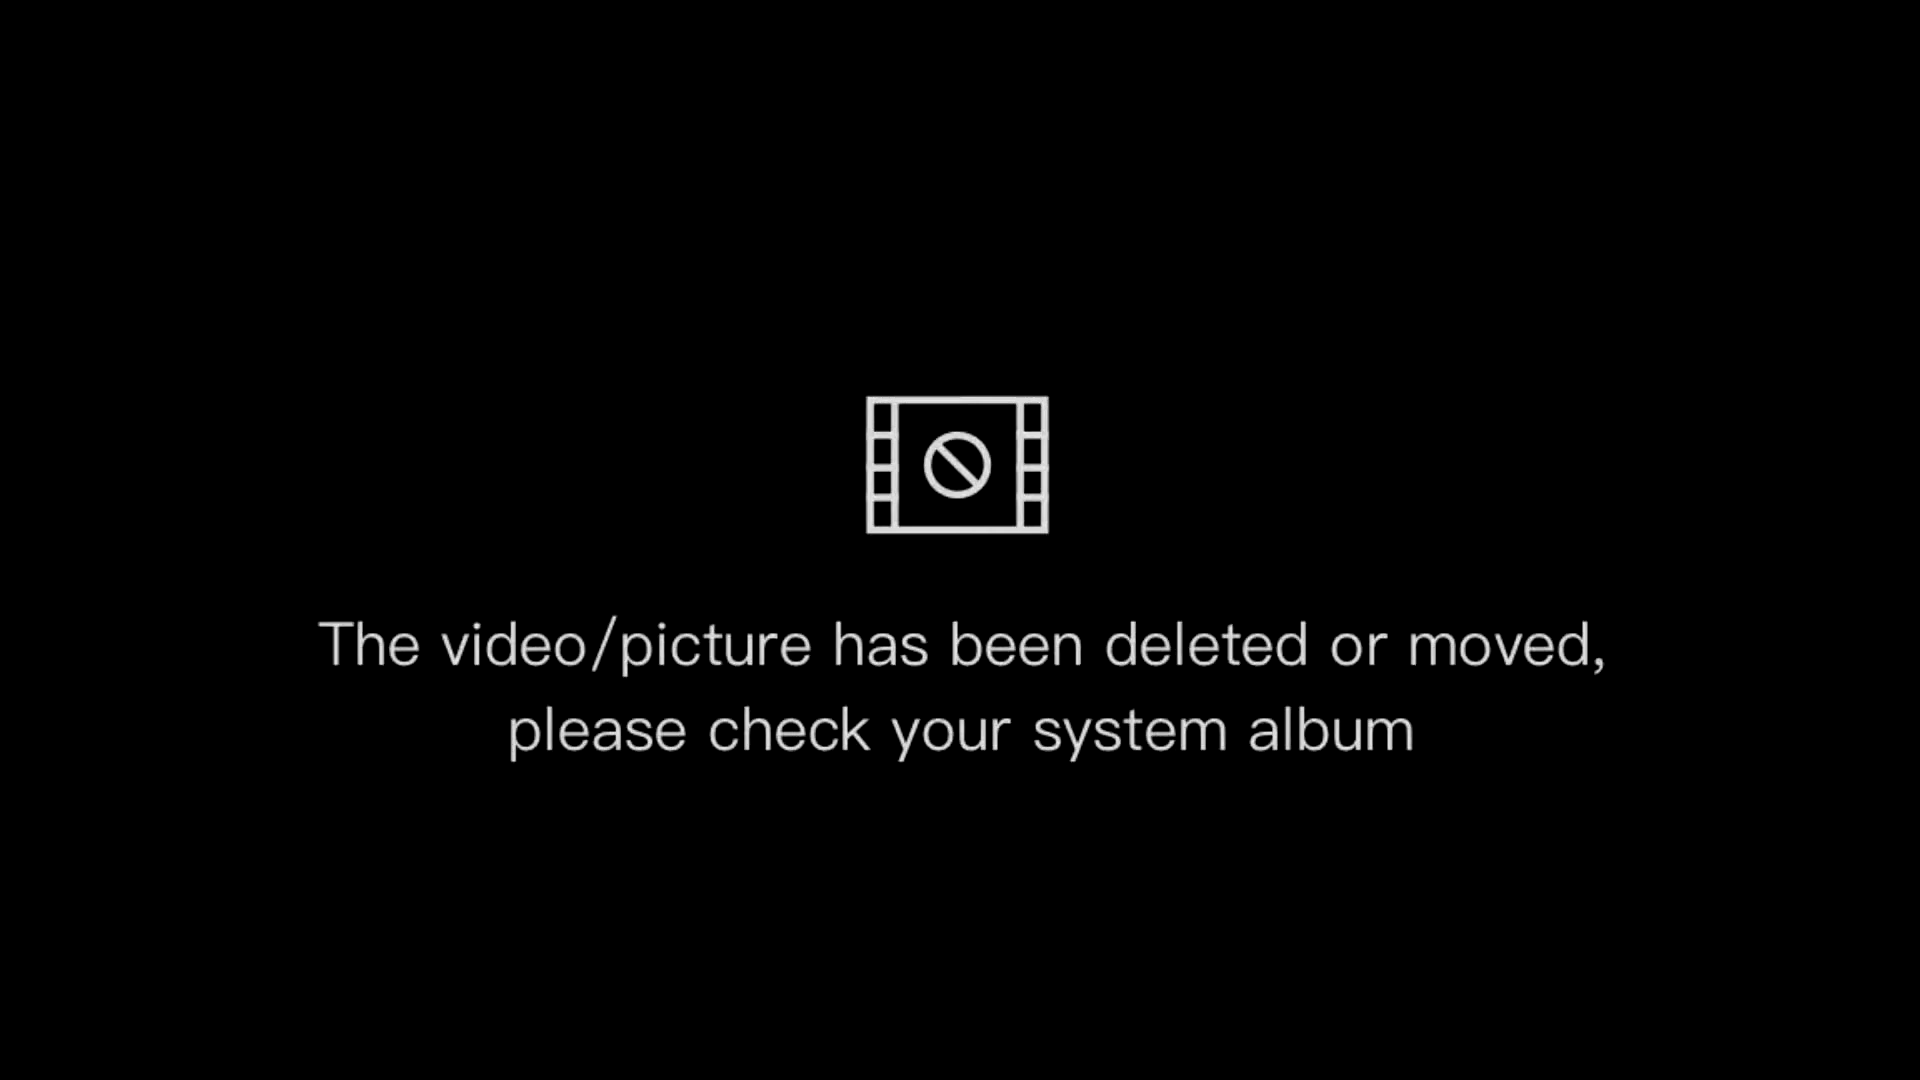 The video/picture has been deleted or moved,
please check your system album